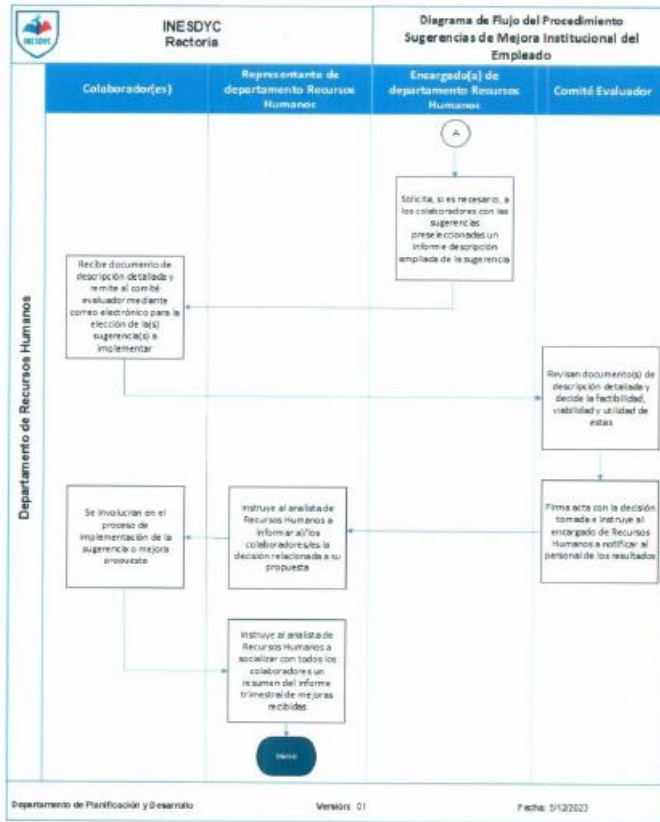 INESDYC
INESDYC
Rectoria
Diagrama de Flujo del Procedimiento
Sugerencias de Mejora Institucional del
Empleado
Colaborador(es)
Representante de
departamento Recursos
Humanos
Encargado(a) de
departamento Recursos
Humanos
Comité Evaluador
Departamento de Recursos Humanos
A
Solicita, si es necesario, a
los colaboradores con las
sugerencias
preseleccionadas un
informe descripción
ampliada de la sugerencia
Recibe documento de
descripción detallada y
remite al comité
evaluador mediante
correo electrónico para la
elección de la(s)
sugerencia(s) a
implementar
Revisan documento(s) de
descripción detallada y
decide la factibilidad,
viabilidad y utilidad de
estas
Firma acta con la decisión
tomada e instruye al
encargado de Recursos
Humanos a notificar al
personal de los resultados
Instruye al analista de
Recursos Humanos a
informar al/los
colaboradores/es la
decisión relacionada a su
propuesta
Se involucran en el
proceso de
implementación de la
sugerencia o mejora
propuesta
Instruye al analista de
Recursos Humanos a
socializar con todos los
colaboradores un
resumen del informe
trimestral de mejoras
recibidas
Inicio
Departamento de Planificación y Desarrollo
Versión: 01
Fecha: 5/12/2023